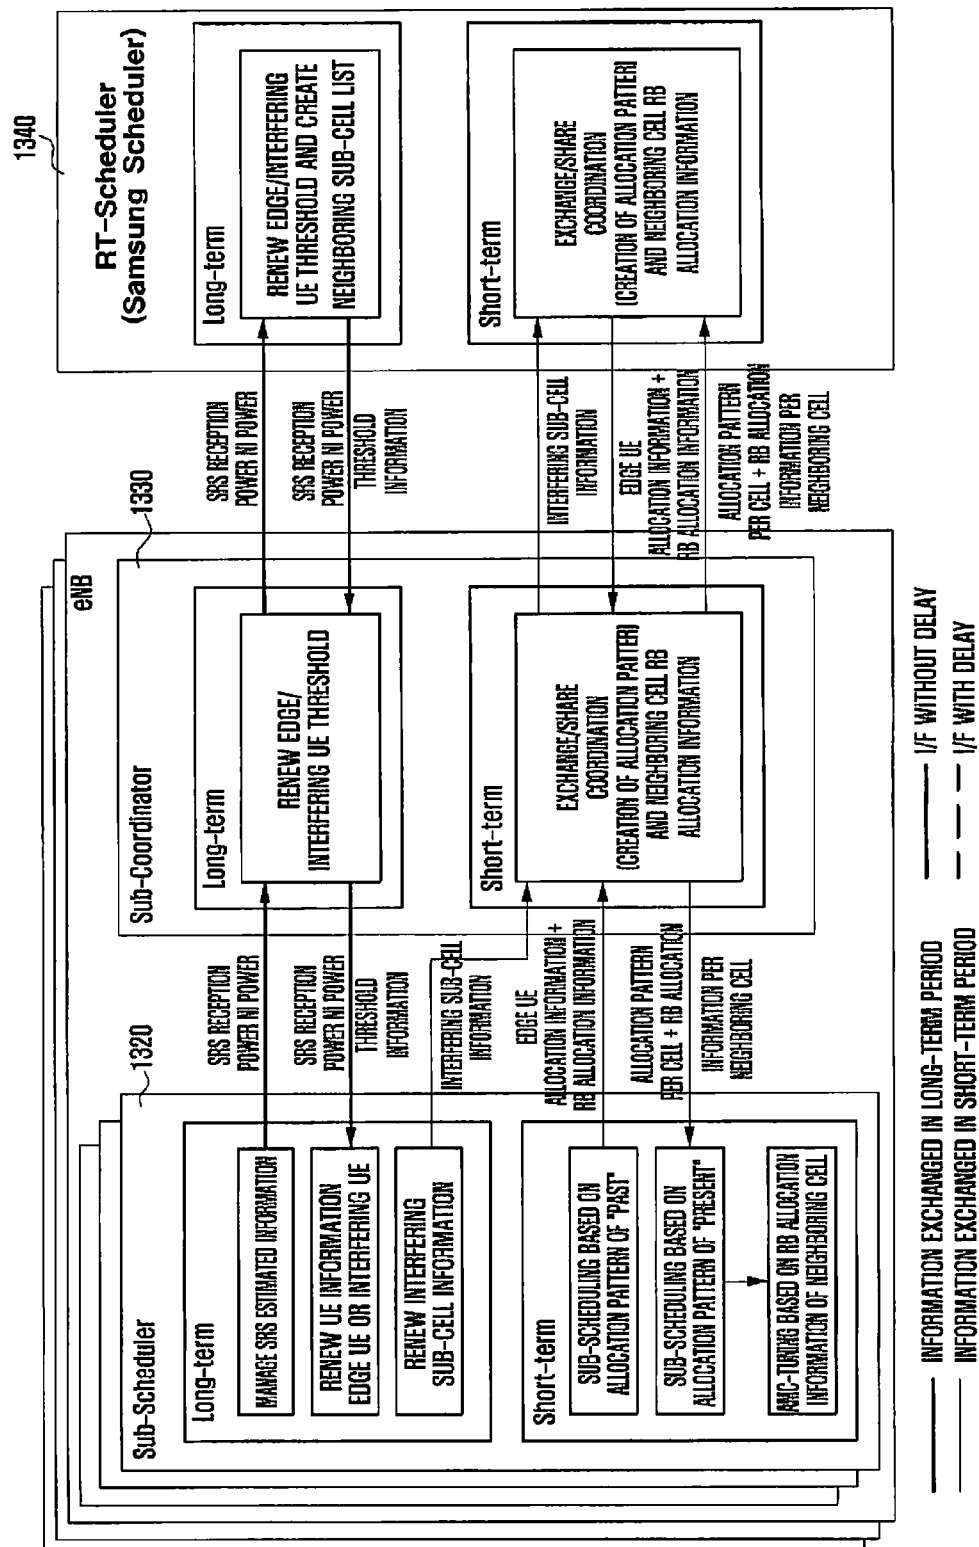 1340
RT-Scheduler
(Samsung Scheduler)
Long-term
RENEW EDGE/INTERFERING
UE THRESHOLD AND CREATE
NEIGHBORING SUB-CELL LIST
Short-term
EXCHANGE/SHARE
COORDINATION
(CREATION OF ALLOCATION PATTER)
AND NEIGHBORING CELL RB
ALLOCATION INFORMATION
SRS RECEPTION
POWER NI POWER
SRS RECEPTION
POWER NI POWER
THRESHOLD
INFORMATION
INTERFERING SUB-CELL
INFORMATION
EDGE UE
ALLOCATION INFORMATION +
RB ALLOCATION INFORMATION
ALLOCATION PATTERN
PER CELL + RB ALLOCATION
INFORMATION PER
NEIGHBORING CELL
eNB
1330
Sub-Coordinator
Long-term
RENEW EDGE/
INTERFERING UE THRESHOLD
Short-term
EXCHANGE/SHARE
COORDINATION
(CREATION OF ALLOCATION PATTER)
AND NEIGHBORING CELL RB
ALLOCATION INFORMATION
SRS RECEPTION
POWER NI POWER
SRS RECEPTION
POWER NI POWER
THRESHOLD
INFORMATION
INTERFERING SUB-CELL
INFORMATION
EDGE UE
ALLOCATION INFORMATION +
RB ALLOCATION INFORMATION
ALLOCATION PATTERN
PER CELL + RB ALLOCATION
INFORMATION PER
NEIGHBORING CELL
1320
Sub-Scheduler
Long-term
MANAGE SRS ESTIMATED INFORMATION
RENEW UE INFORMATION
EDGE UE OR INTERFERING UE
RENEW INTERFERING
SUB-CELL INFORMATION
Short-term
SUB-SCHEDULING BASED ON
ALLOCATION PATTERN OF "PAST"
SUB-SCHEDULING BASED ON
ALLOCATION PATTERN OF "PRESENT"
AMC-TUNING BASED ON RB ALLOCATION
INFORMATION OF NEIGHBORING CELL
INFORMATION EXCHANGED IN LONG-TERM PERIOD
INFORMATION EXCHANGED IN SHORT-TERM PERIOD
I/F WITHOUT DELAY
I/F WITH DELAY